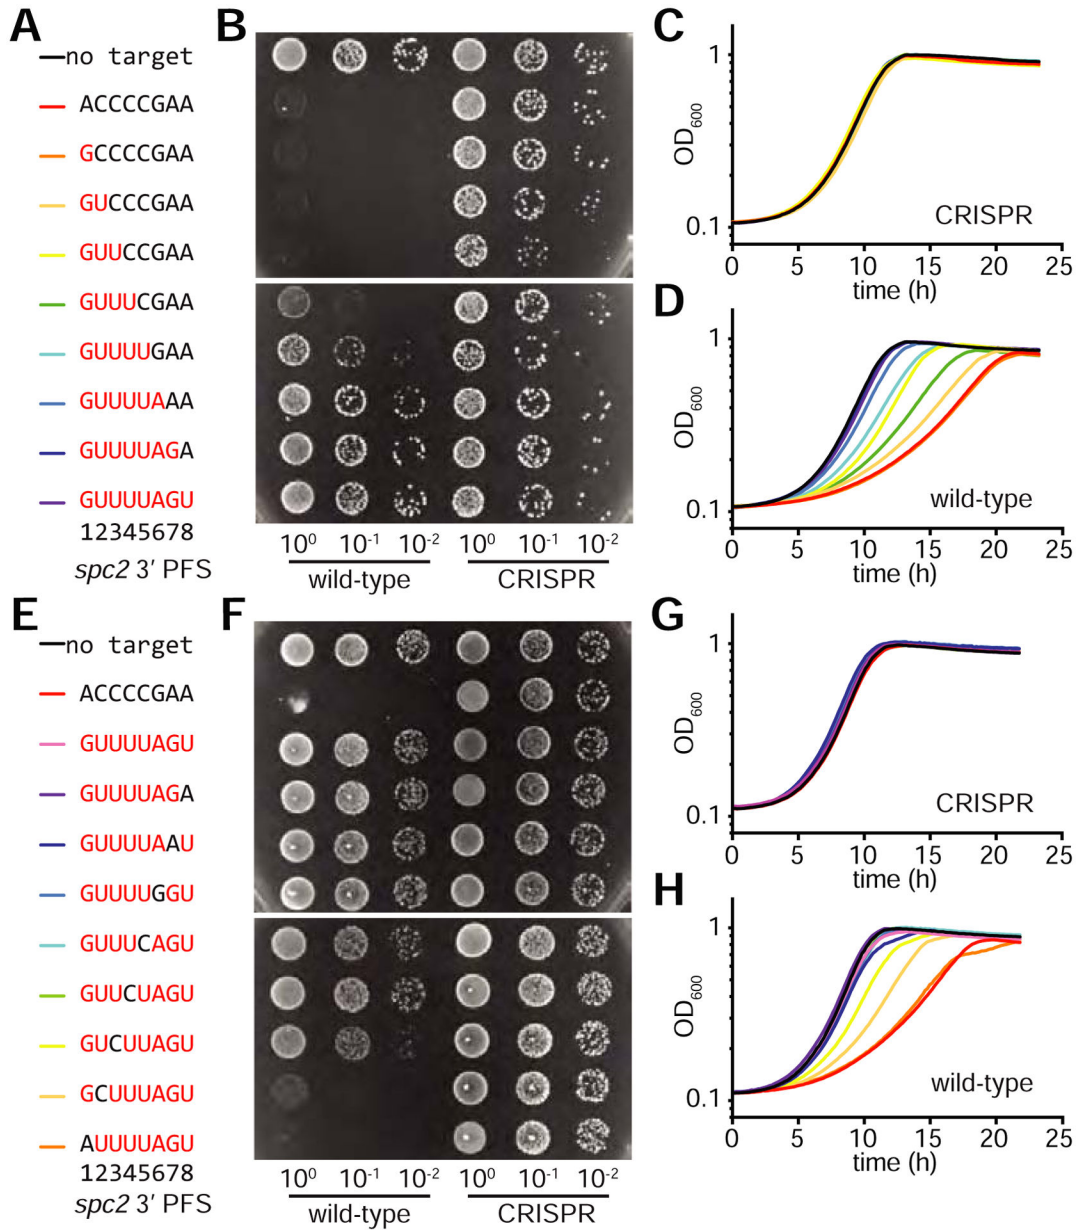 A
no target
ACCCCGAA
GCCCCGAA
GUCCCGAA
GUUCCGAA
GUUUCGAA
GUUUUGAA
GUUUUAAA
GUUUUAGA
GUUUUAGU
12345678
spc2 3′ PFS
B
10⁰ 10⁻¹ 10⁻² 10⁰ 10⁻¹ 10⁻²
wild-type CRISPR
C
1
OD₆₀₀
0.1
CRISPR
0 5 10 15 20 25
time (h)
D
1
OD₆₀₀
0.1
wild-type
0 5 10 15 20 25
time (h)
E
no target
ACCCCGAA
GUUUUAGU
GUUUUAGA
GUUUUAAU
GUUUUGGU
GUUUCAGU
GUUCUAGU
GUCUUAGU
GCUUUAGU
AUUUUAGU
12345678
spc2 3′ PFS
F
10⁰ 10⁻¹ 10⁻² 10⁰ 10⁻¹ 10⁻²
wild-type CRISPR
G
1
OD₆₀₀
0.1
CRISPR
0 5 10 15 20 25
time (h)
H
1
OD₆₀₀
0.1
wild-type
0 5 10 15 20 25
time (h)